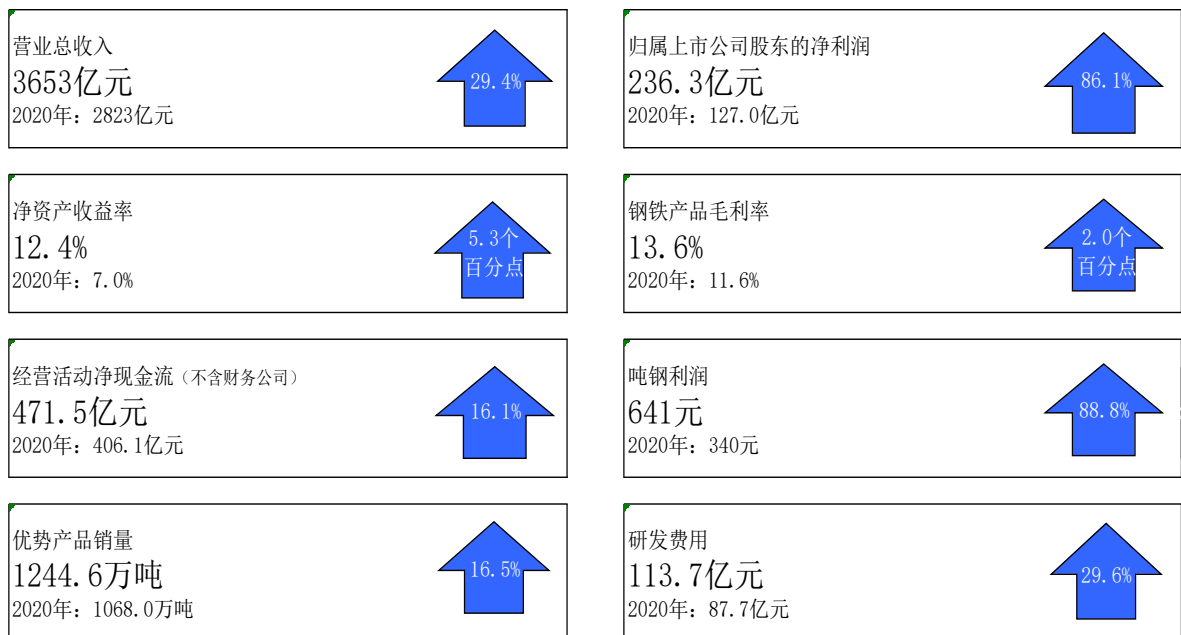 营业总收入
3653亿元
2020年：2823亿元
29.4%
归属上市公司股东的净利润
236.3亿元
2020年：127.0亿元
86.1%
净资产收益率
12.4%
2020年：7.0%
5.3个
百分点
钢铁产品毛利率
13.6%
2020年：11.6%
2.0个
百分点
经营活动净现金流（不含财务公司）
471.5亿元
2020年：406.1亿元
16.1%
吨钢利润
641元
2020年：340元
88.8%
优势产品销量
1244.6万吨
2020年：1068.0万吨
16.5%
研发费用
113.7亿元
2020年：87.7亿元
29.6%